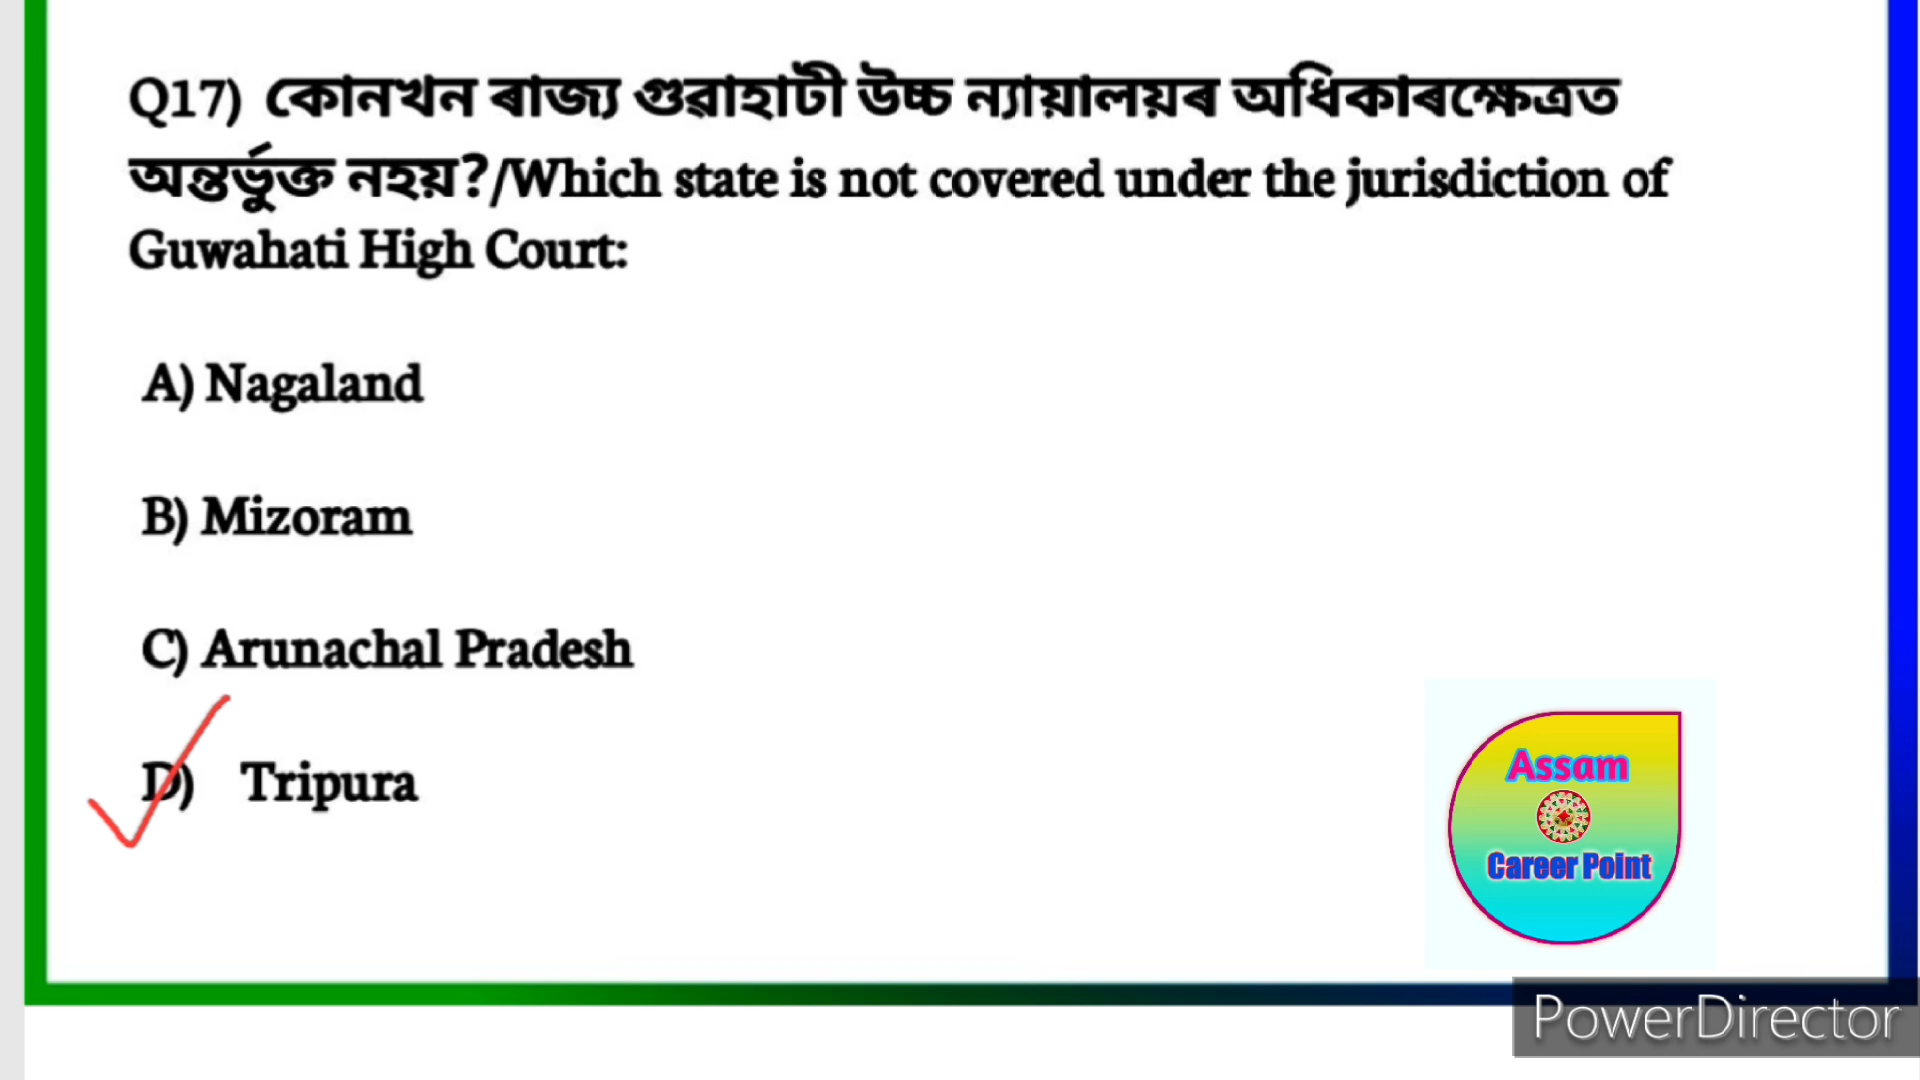 Q17) কোনখন ৰাজ্য গুৱাহাটী উচ্চ ন্যায়ালয়ৰ অধিকাৰক্ষেত্ৰত
অন্তৰ্ভুক্ত নহয়?/Which state is not covered under the jurisdiction of
Guwahati High Court:
A) Nagaland
B) Mizoram
C) Arunachal Pradesh
D) Tripura
Assam
Career Point
PowerDirector